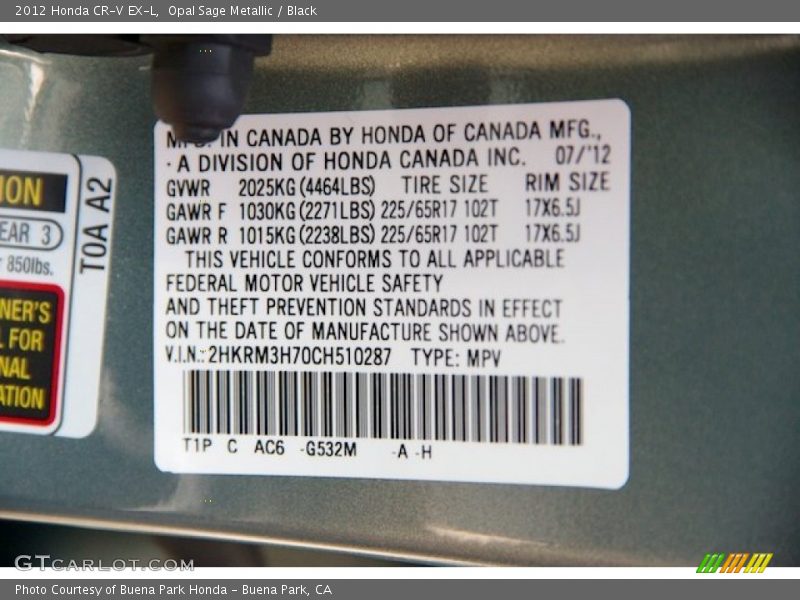 2012 Honda CR-V EX-L,  Opal Sage Metallic / Black
IN CANADA BY HONDA OF CANADA MFG.,
- A DIVISION OF HONDA CANADA INC. 07/'12
GVWR 2025KG(4464LBS) TIRE SIZE RIM SIZE
GAWR F 1030KG(2271LBS) 225/65R17 102T 17X6.5J
GAWR R 1015KG(2238LBS) 225/65R17 102T 17X6.5J
THIS VEHICLE CONFORMS TO ALL APPLICABLE
FEDERAL MOTOR VEHICLE SAFETY
AND THEFT PREVENTION STANDARDS IN EFFECT
ON THE DATE OF MANUFACTURE SHOWN ABOVE.
V.I.N.: 2HKRM3H70CH510287 TYPE: MPV
T1P C AC6 -G532M -A -H
ION
EAR 3
850lbs.
NER'S
L FOR
NAL
ATION
T0A A2
GTCARLOT.COM
Photo Courtesy of Buena Park Honda - Buena Park, CA